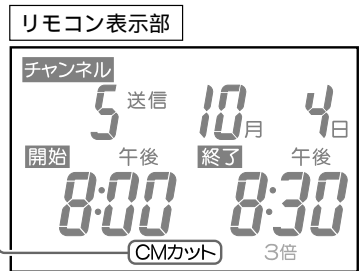 リモコン表示部
チャンネル
5 送信 10月 4日
開始 午後 終了 午後
8:00 8:30
CMカット 3倍